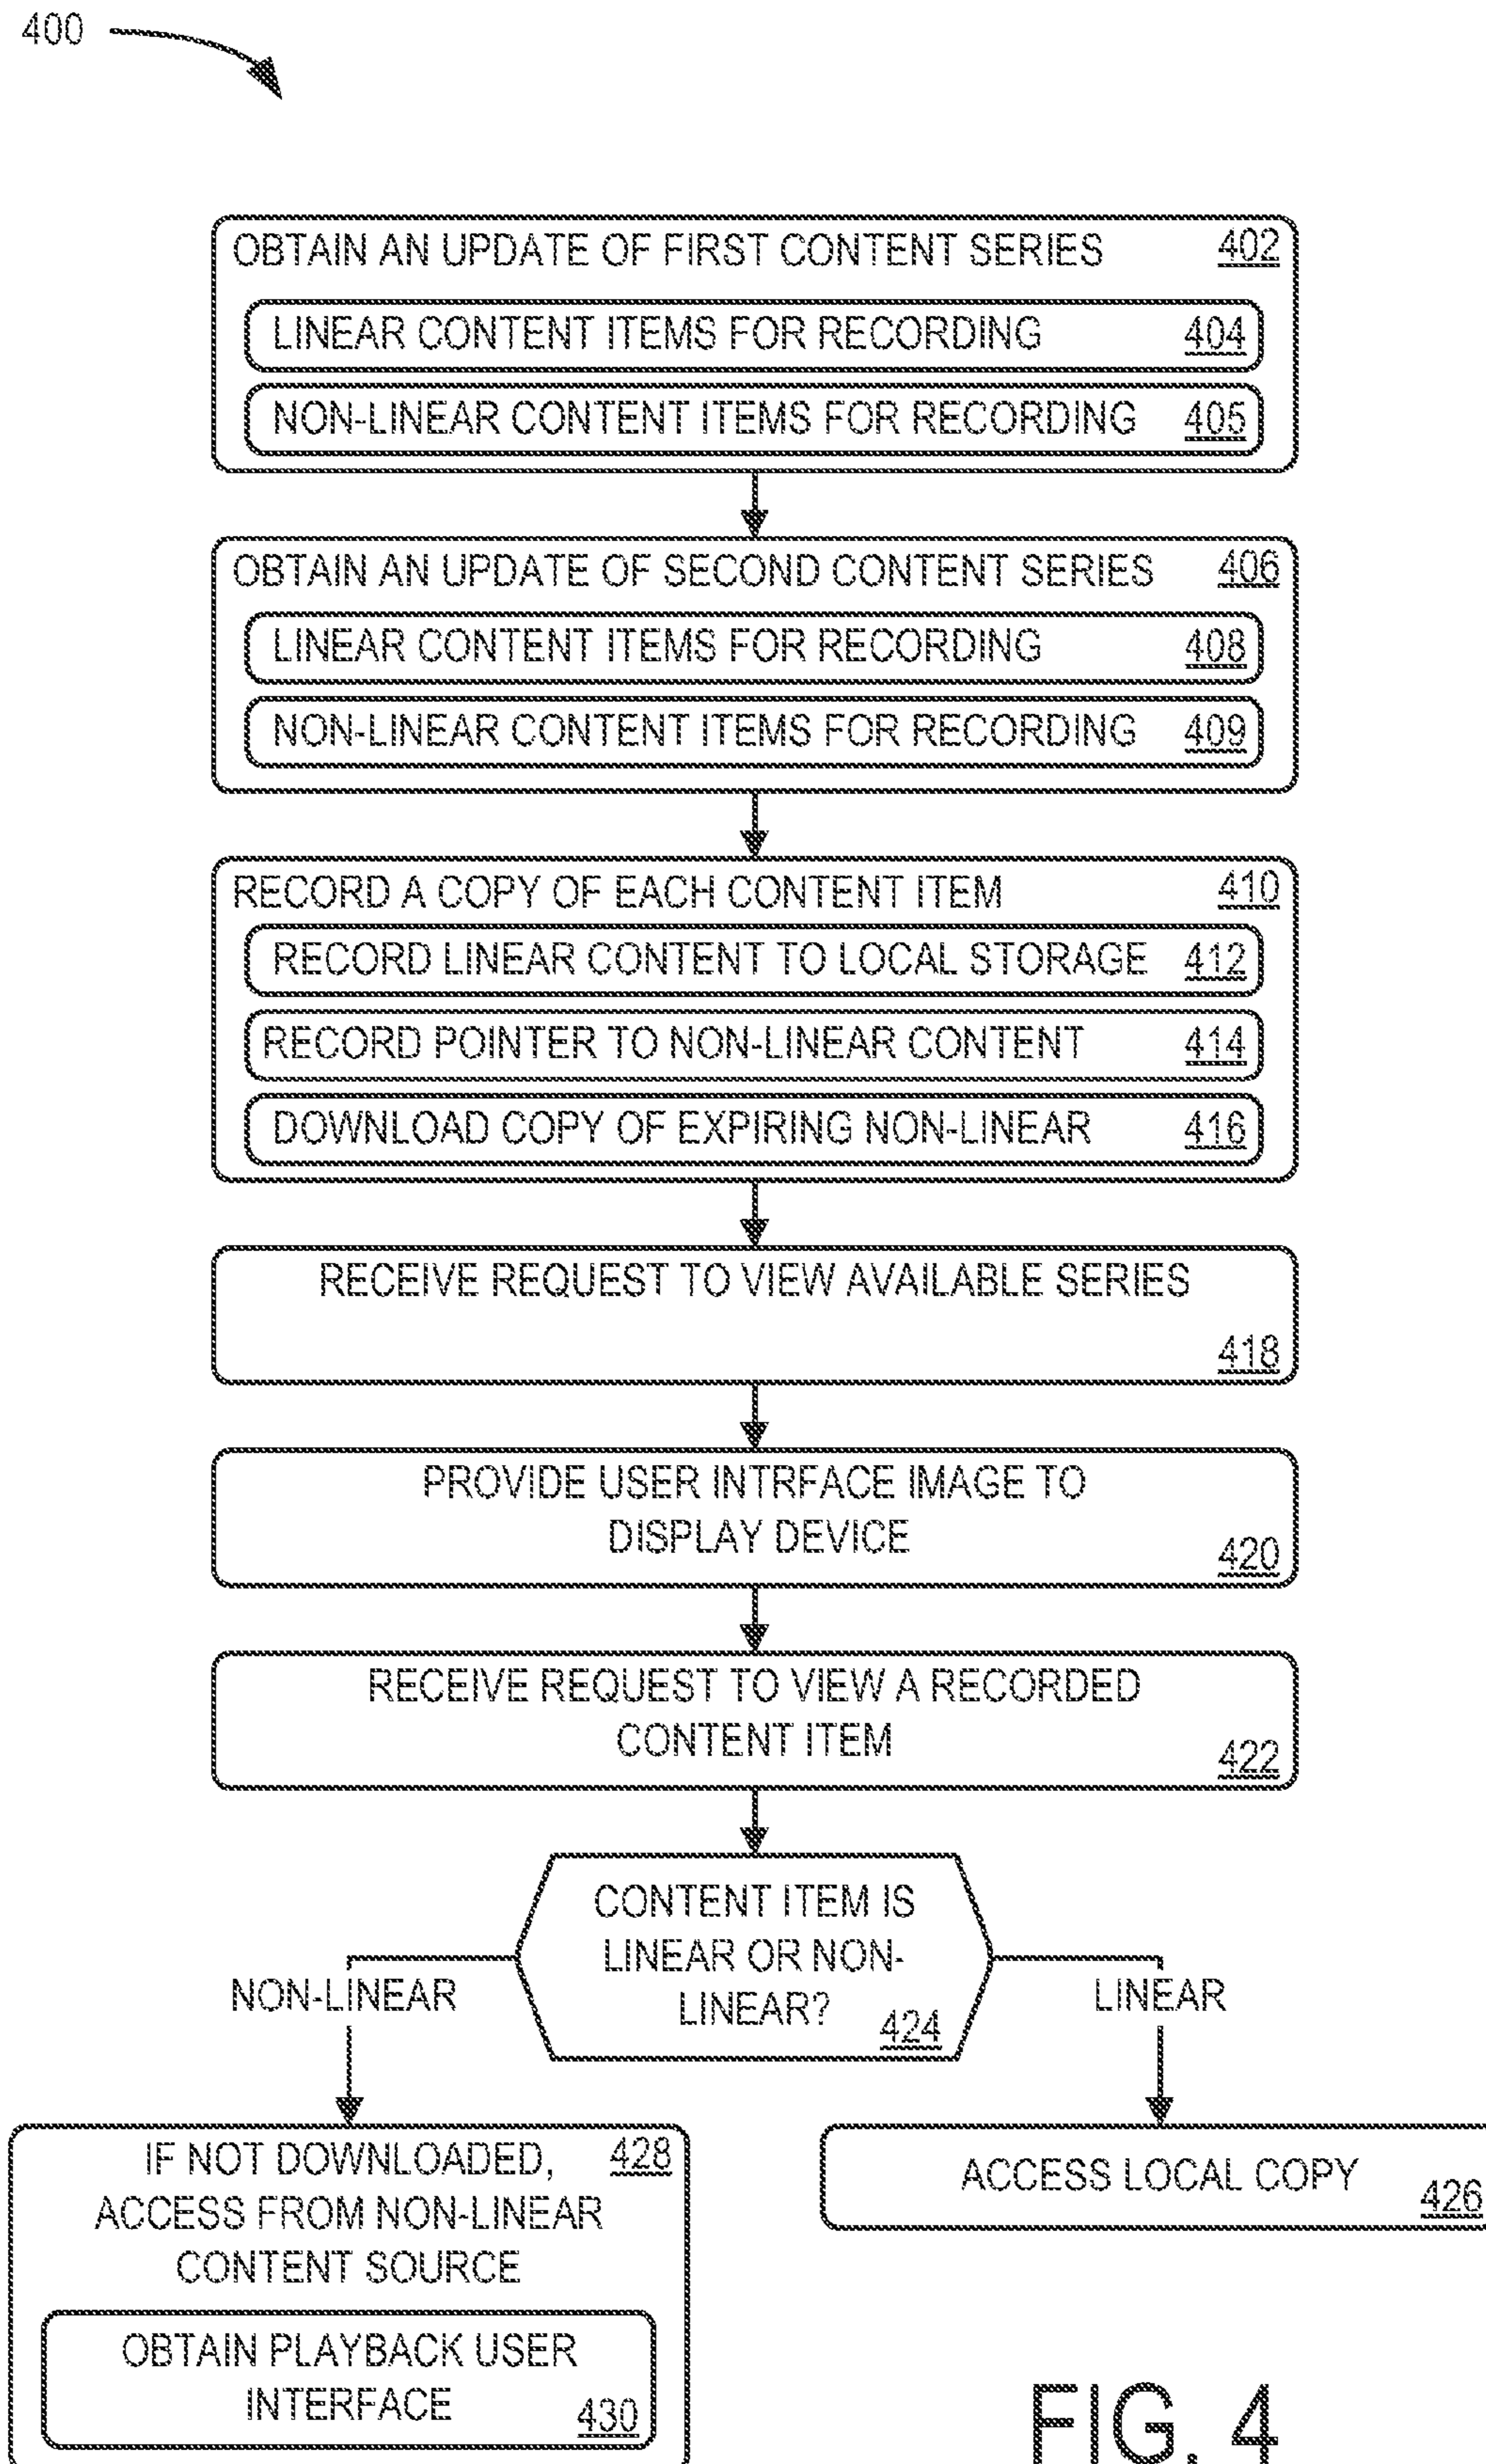 400
OBTAIN AN UPDATE OF FIRST CONTENT SERIES 402
LINEAR CONTENT ITEMS FOR RECORDING 404
NON-LINEAR CONTENT ITEMS FOR RECORDING 405
OBTAIN AN UPDATE OF SECOND CONTENT SERIES 406
LINEAR CONTENT ITEMS FOR RECORDING 408
NON-LINEAR CONTENT ITEMS FOR RECORDING 409
RECORD A COPY OF EACH CONTENT ITEM 410
RECORD LINEAR CONTENT TO LOCAL STORAGE 412
RECORD POINTER TO NON-LINEAR CONTENT 414
DOWNLOAD COPY OF EXPIRING NON-LINEAR 416
RECEIVE REQUEST TO VIEW AVAILABLE SERIES
418
PROVIDE USER INTRFACE IMAGE TO
DISPLAY DEVICE
420
RECEIVE REQUEST TO VIEW A RECORDED
CONTENT ITEM
422
CONTENT ITEM IS
LINEAR OR NON-
LINEAR?
424
NON-LINEAR
LINEAR
IF NOT DOWNLOADED, 428
ACCESS FROM NON-LINEAR
CONTENT SOURCE
OBTAIN PLAYBACK USER
INTERFACE
430
ACCESS LOCAL COPY
426
FIG. 4